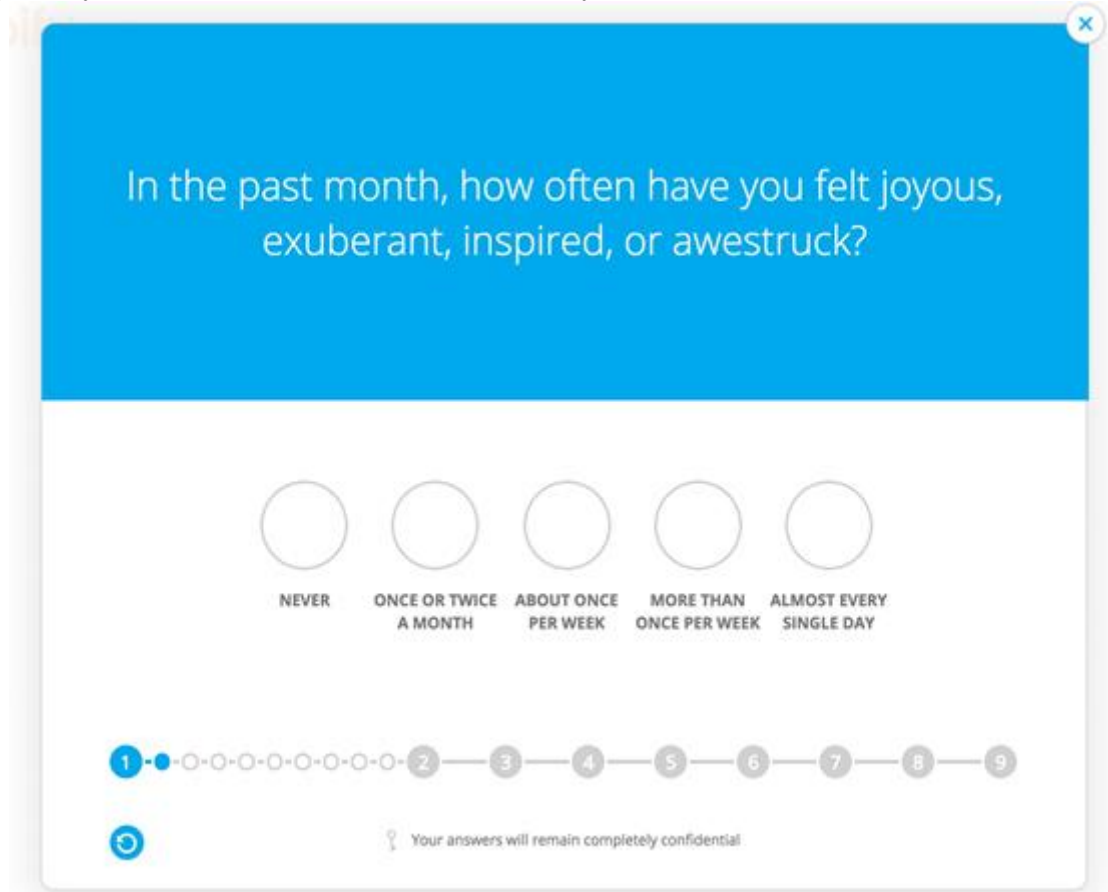 In the past month, how often have you felt joyous,
exuberant, inspired, or awestruck?
NEVER
ONCE OR TWICE
A MONTH
ABOUT ONCE
PER WEEK
MORE THAN
ONCE PER WEEK
ALMOST EVERY
SINGLE DAY
1 2 3 4 5 6 7 8 9
Your answers will remain completely confidential